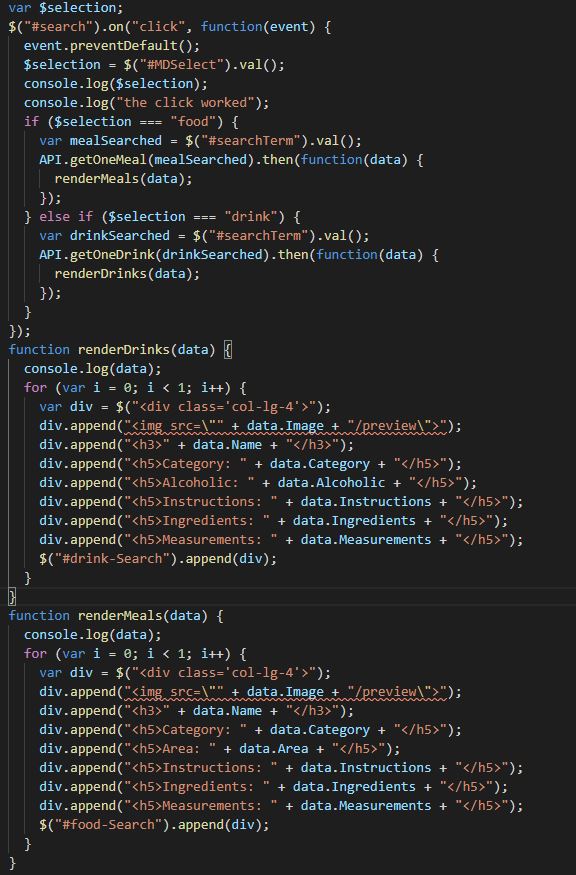 var $selection;
$("#search").on("click", function(event) {
  event.preventDefault();
  $selection = $("#MDSelect").val();
  console.log($selection);
  console.log("the click worked");
  if ($selection === "food") {
    var mealSearched = $("#searchTerm").val();
    API.getOneMeal(mealSearched).then(function(data) {
      renderMeals(data);
    });
  } else if ($selection === "drink") {
    var drinkSearched = $("#searchTerm").val();
    API.getOneDrink(drinkSearched).then(function(data) {
      renderDrinks(data);
    });
  }
});
function renderDrinks(data) {
  console.log(data);
  for (var i = 0; i < 1; i++) {
    var div = $("<div class='col-lg-4'>");
    div.append("<img src=\"" + data.Image + "/preview\">");
    div.append("<h3>" + data.Name + "</h3>");
    div.append("<h5>Category: " + data.Category + "</h5>");
    div.append("<h5>Alcoholic: " + data.Alcoholic + "</h5>");
    div.append("<h5>Instructions: " + data.Instructions + "</h5>");
    div.append("<h5>Ingredients: " + data.Ingredients + "</h5>");
    div.append("<h5>Measurements: " + data.Measurements + "</h5>");
    $("#drink-Search").append(div);
  }
}
function renderMeals(data) {
  console.log(data);
  for (var i = 0; i < 1; i++) {
    var div = $("<div class='col-lg-4'>");
    div.append("<img src=\"" + data.Image + "/preview\">");
    div.append("<h3>" + data.Name + "</h3>");
    div.append("<h5>Category: " + data.Category + "</h5>");
    div.append("<h5>Area: " + data.Area + "</h5>");
    div.append("<h5>Instructions: " + data.Instructions + "</h5>");
    div.append("<h5>Ingredients: " + data.Ingredients + "</h5>");
    div.append("<h5>Measurements: " + data.Measurements + "</h5>");
    $("#food-Search").append(div);
  }
}